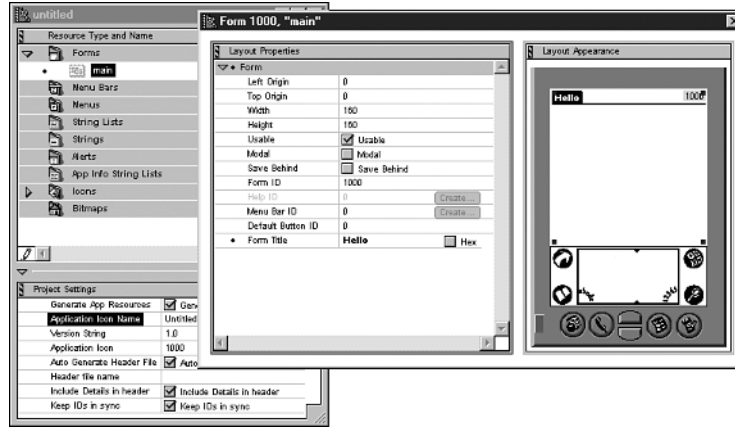 untitled
Resource Type and Name
Forms
main
Menu Bars
Menus
String Lists
Strings
Alerts
App Info String Lists
Icons
Bitmaps
Project Settings
Generate App Resources Gen
Application Icon Name Untitled
Version String 1.0
Application Icon 1000
Auto Generate Header File Auto
Header file name
Include Details in header Include Details in header
Keep IDs in sync Keep IDs in sync
Form 1000, "main"
Layout Properties
Form
Left Origin 0
Top Origin 0
Width 160
Height 160
Usable Usable
Modal Modal
Save Behind Save Behind
Form ID 1000
Help ID 0 Create...
Menu Bar ID 0 Create...
Default Button ID 0
Form Title Hello Hex
Layout Appearance
Hello 1000